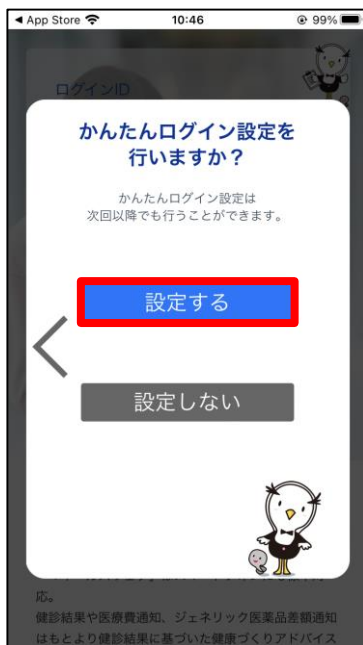 App Store 10:46 99%
ログインID
かんたんログイン設定を
行いますか？
かんたんログイン設定は
次回以降でも行うことができます。
設定する
設定しない
応。
健診結果や医療費通知、ジェネリック医薬品差額通知
はもとより健診結果に基づいた健康づくりアドバイス